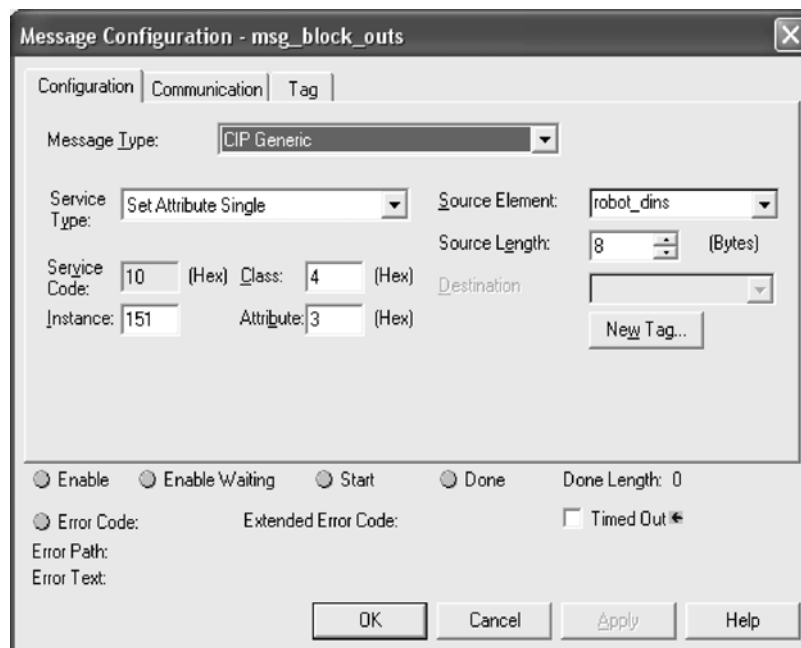 Message Configuration - msg_block_outs
Configuration Communication Tag
Message Type: CIP Generic
Service Type: Set Attribute Single
Source Element: robot_dins
Source Length: 8 (Bytes)
Service Code: 10 (Hex) Class: 4 (Hex)
Destination
Instance: 151 Attribute: 3 (Hex)
New Tag...
Enable Enable Waiting Start Done Done Length: 0
Error Code: Extended Error Code: Timed Out
Error Path:
Error Text:
OK Cancel Apply Help